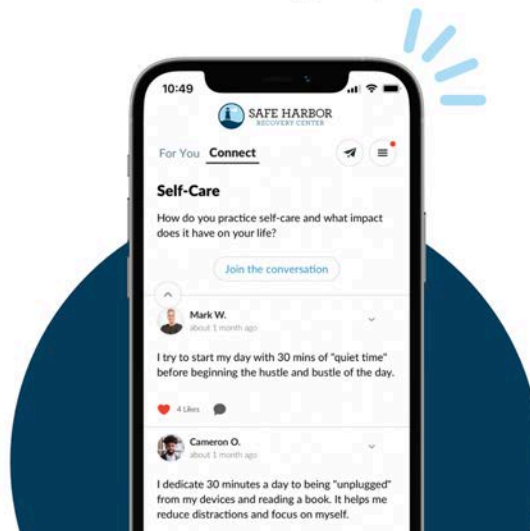 10:49
SAFE HARBOR
RECOVERY CENTER
For You Connect
Self-Care
How do you practice self-care and what impact
does it have on your life?
Join the conversation
Mark W.
about 1 month ago
I try to start my day with 30 mins of "quiet time"
before beginning the hustle and bustle of the day.
4 Likes
Cameron O.
about 1 month ago
I dedicate 30 minutes a day to being "unplugged"
from my devices and reading a book. It helps me
reduce distractions and focus on myself.